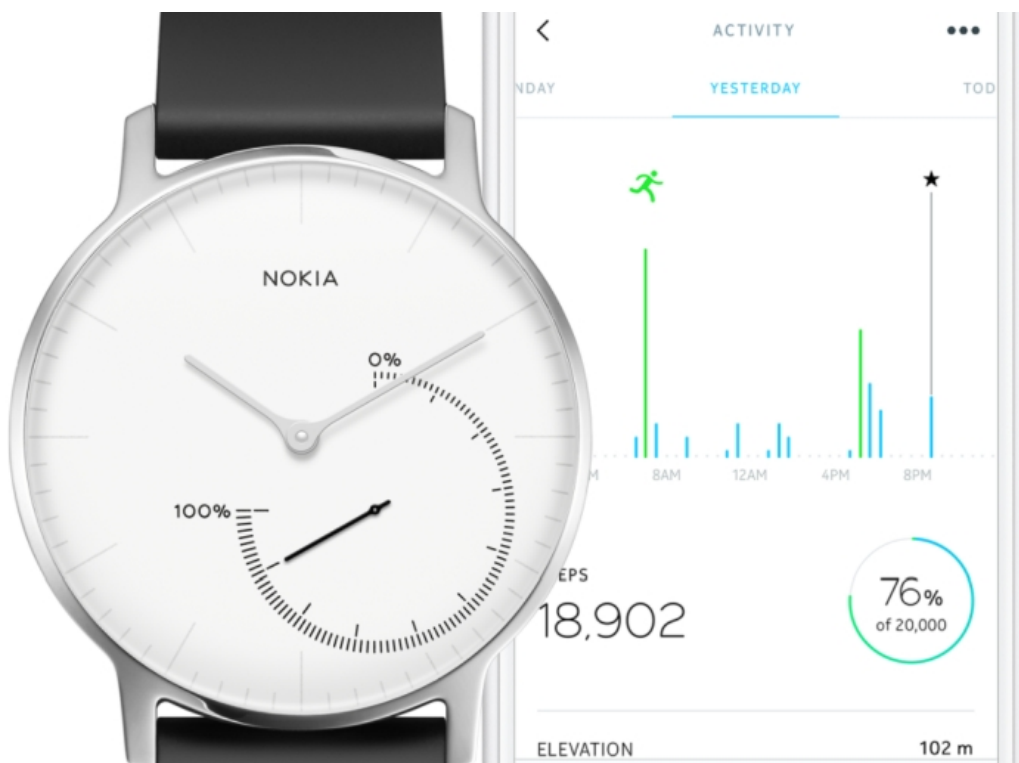 NOKIA
0%
100%
ACTIVITY
NDAY YESTERDAY TOD
M 8AM 12AM 4PM 8PM
EPS
18,902
76%
of 20,000
ELEVATION 102 m